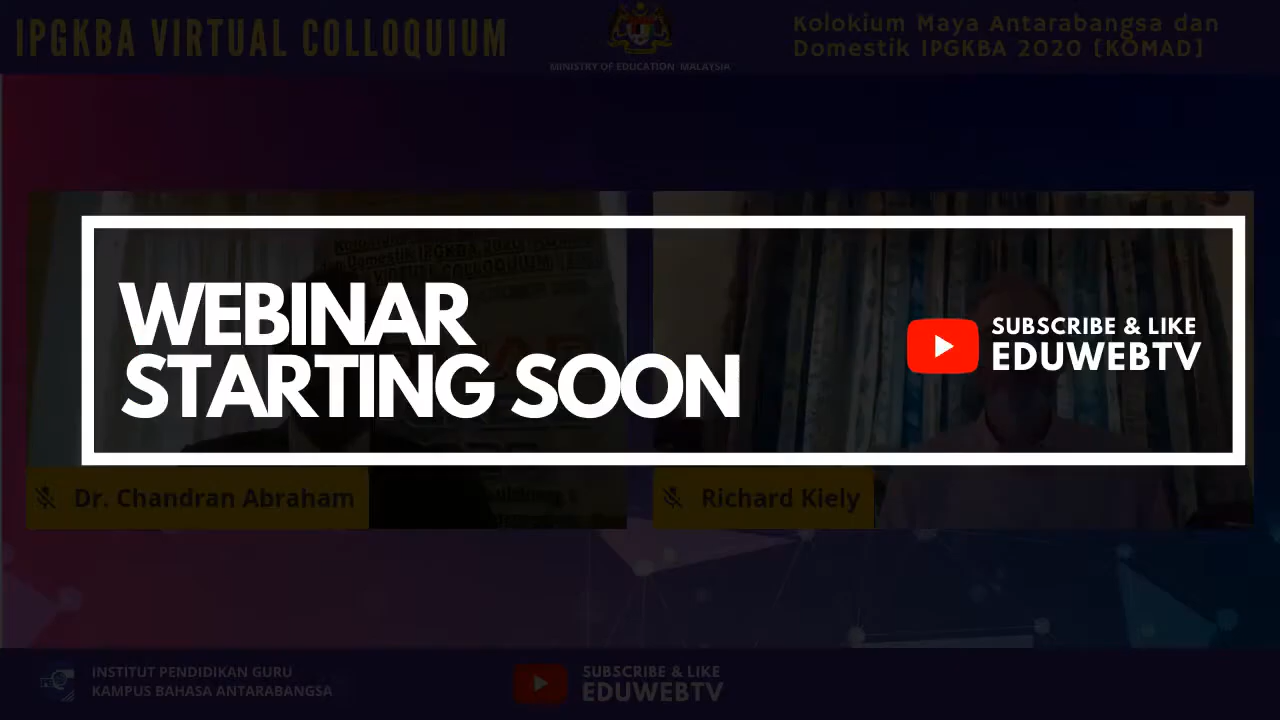 IPGKBA VIRTUAL COLLOQUIUM
MINISTRY OF EDUCATION MALAYSIA
Kolokium Maya Antarabangsa dan
Domestik IPGKBA 2020 [KOMAD]
WEBINAR
STARTING SOON
SUBSCRIBE & LIKE
EDUWEBTV
Dr. Chandran Abraham
Richard Kiely
INSTITUT PENDIDIKAN GURU
KAMPUS BAHASA ANTARABANGSA
SUBSCRIBE & LIKE
EDUWEBTV